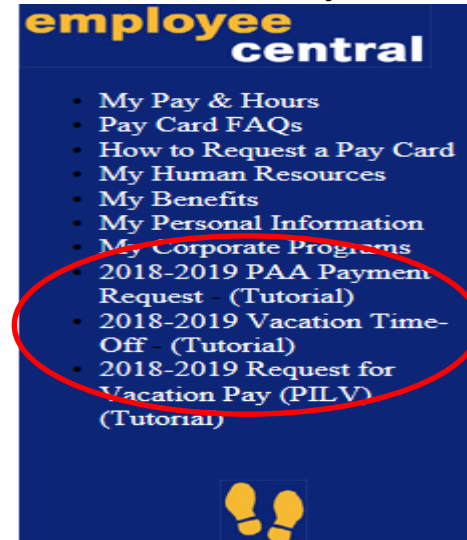 employee
central
My Pay & Hours
Pay Card FAQs
How to Request a Pay Card
My Human Resources
My Benefits
My Personal Information
My Corporate Programs
2018-2019 PAA Payment
Request - (Tutorial)
2018-2019 Vacation Time-
Off - (Tutorial)
2018-2019 Request for
Vacation Pay (PILV)
(Tutorial)